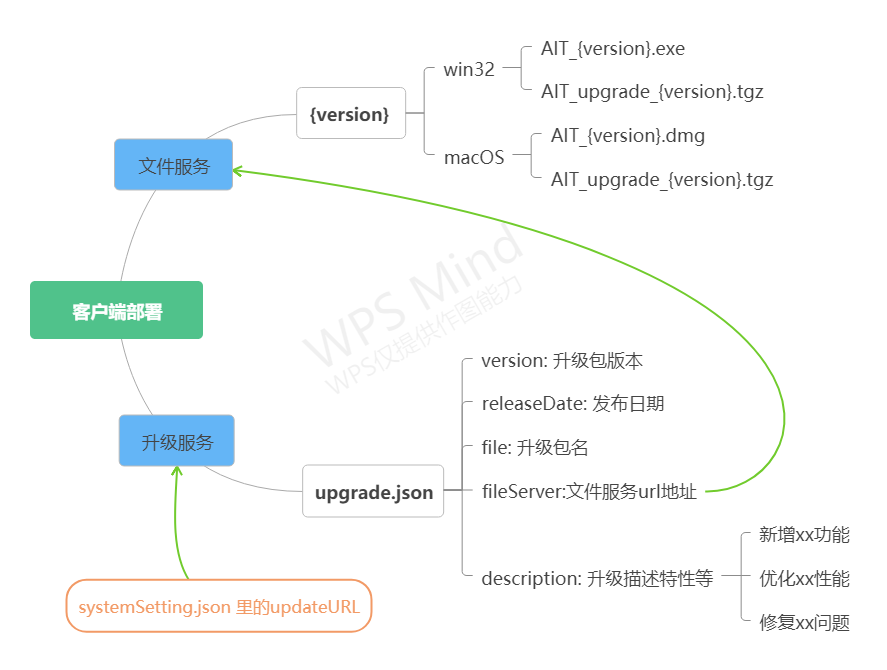 AIT_{version}.exe
win32
AIT_upgrade_{version}.tgz
{version}
AIT_{version}.dmg
macOS
文件服务
AIT_upgrade_{version}.tgz
WPS Mind
WPS仅提供作图能力
客户端部署
version: 升级包版本
releaseDate: 发布日期
升级服务
file: 升级包名
upgrade.json
fileServer:文件服务url地址
新增xx功能
description: 升级描述特性等
优化xx性能
systemSetting.json 里的updateURL
修复xx问题